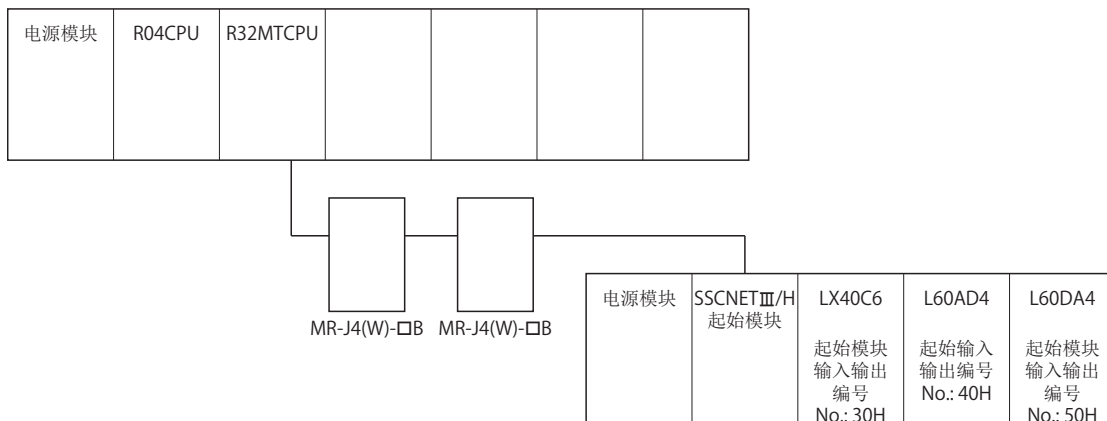 电源模块
R04CPU
R32MTCPU
MR-J4(W)-□B
MR-J4(W)-□B
电源模块
SSCNETⅢ/H
起始模块
LX40C6
起始模块
输入输出
编号
No.: 30H
L60AD4
起始输入
输出编号
No.: 40H
L60DA4
起始模块
输入输出
编号
No.: 50H